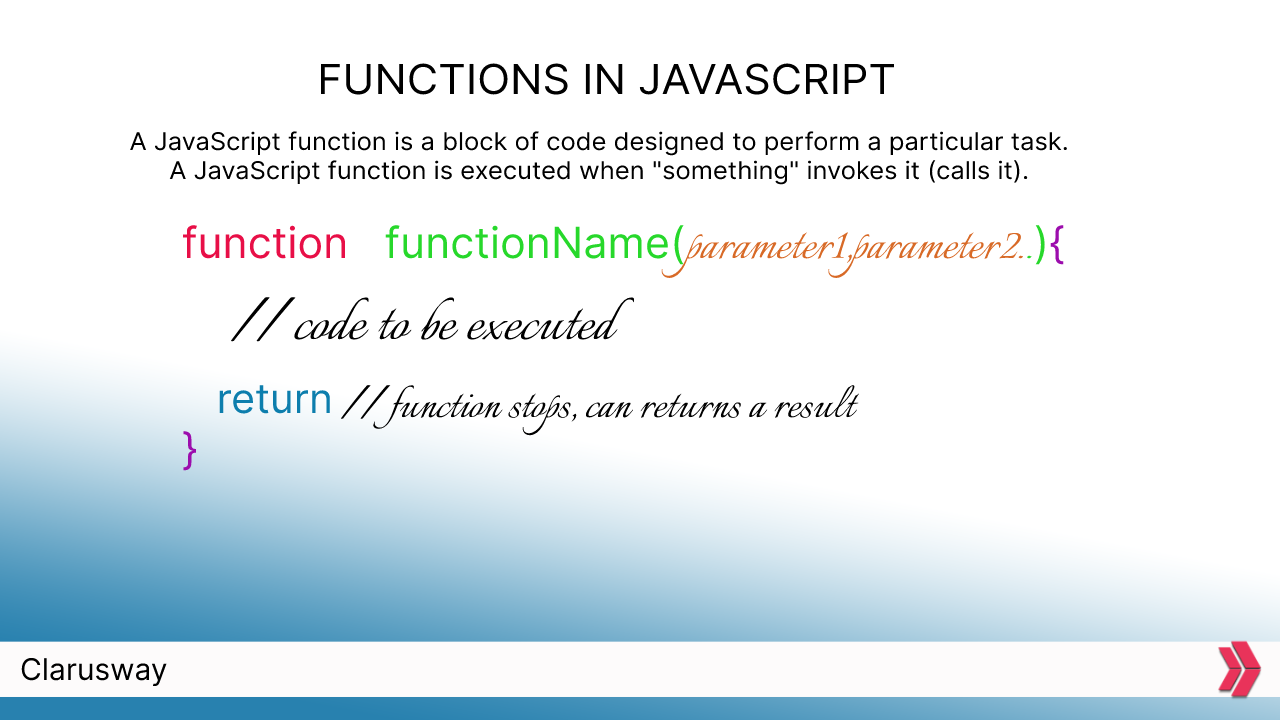 FUNCTIONS IN JAVASCRIPT
A JavaScript function is a block of code designed to perform a particular task.
A JavaScript function is executed when "something" invokes it (calls it).
function functionName(parameter1,parameter2..){
// code to be executed
return // function stops, can returns a result
}
Clarusway